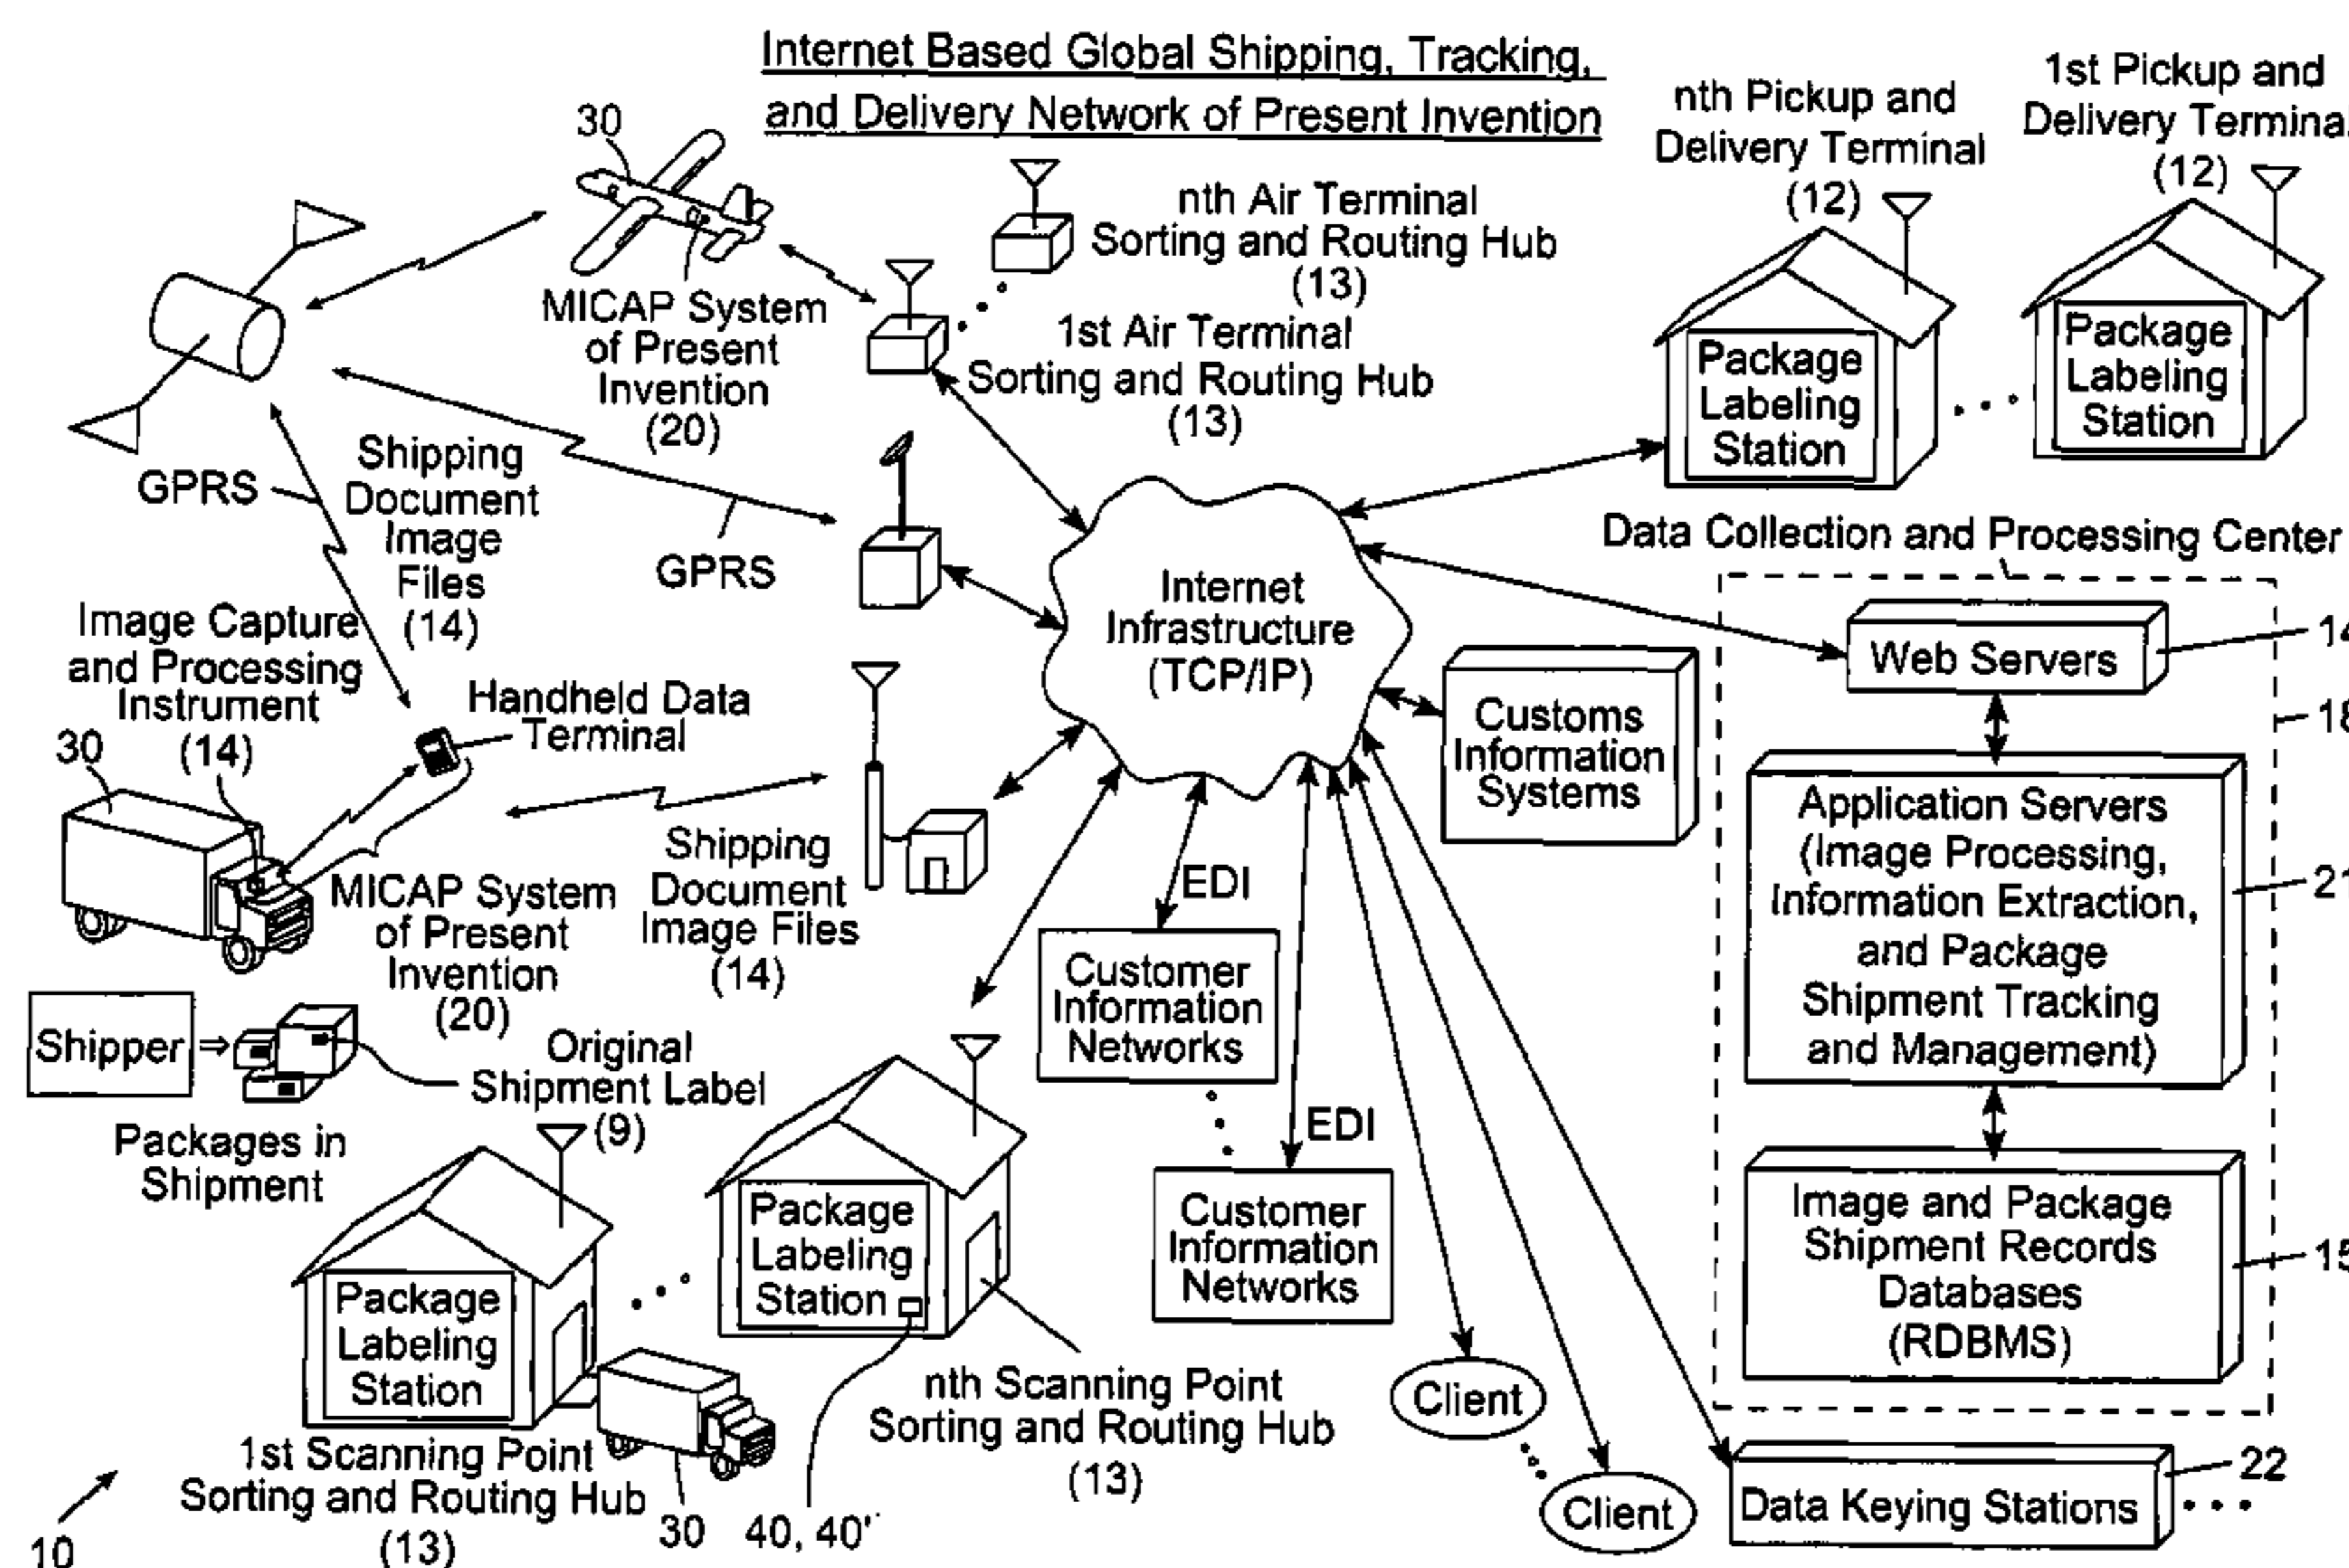 Internet Based Global Shipping, Tracking,
and Delivery Network of Present Invention
30
nth Pickup and
Delivery Terminal
(12)
1st Pickup and
Delivery Terminal
(12)
nth Air Terminal
Sorting and Routing Hub
(13)
MICAP System
of Present
Invention
(20)
1st Air Terminal
Sorting and Routing Hub
(13)
Package
Labeling
Station
Package
Labeling
Station
GPRS
Shipping
Document
Image
Files
(14)
GPRS
Internet
Infrastructure
(TCP/IP)
Data Collection and Processing Center
Web Servers
14
18
Image Capture
and Processing
Instrument
(14)
Handheld Data
Terminal
30
Customs
Information
Systems
Application Servers
(Image Processing,
Information Extraction,
and Package
Shipment Tracking
and Management)
21
MICAP System
of Present
Invention
(20)
Shipping
Document
Image Files
(14)
EDI
Customer
Information
Networks
Shipper
Original
Shipment Label
(9)
Packages in
Shipment
EDI
Customer
Information
Networks
Image and Package
Shipment Records
Databases
(RDBMS)
15
Package
Labeling
Station
Package
Labeling
Station
nth Scanning Point
Sorting and Routing Hub
(13)
Client
Client
1st Scanning Point
Sorting and Routing Hub
(13)
30
40, 40'
Data Keying Stations
22
10